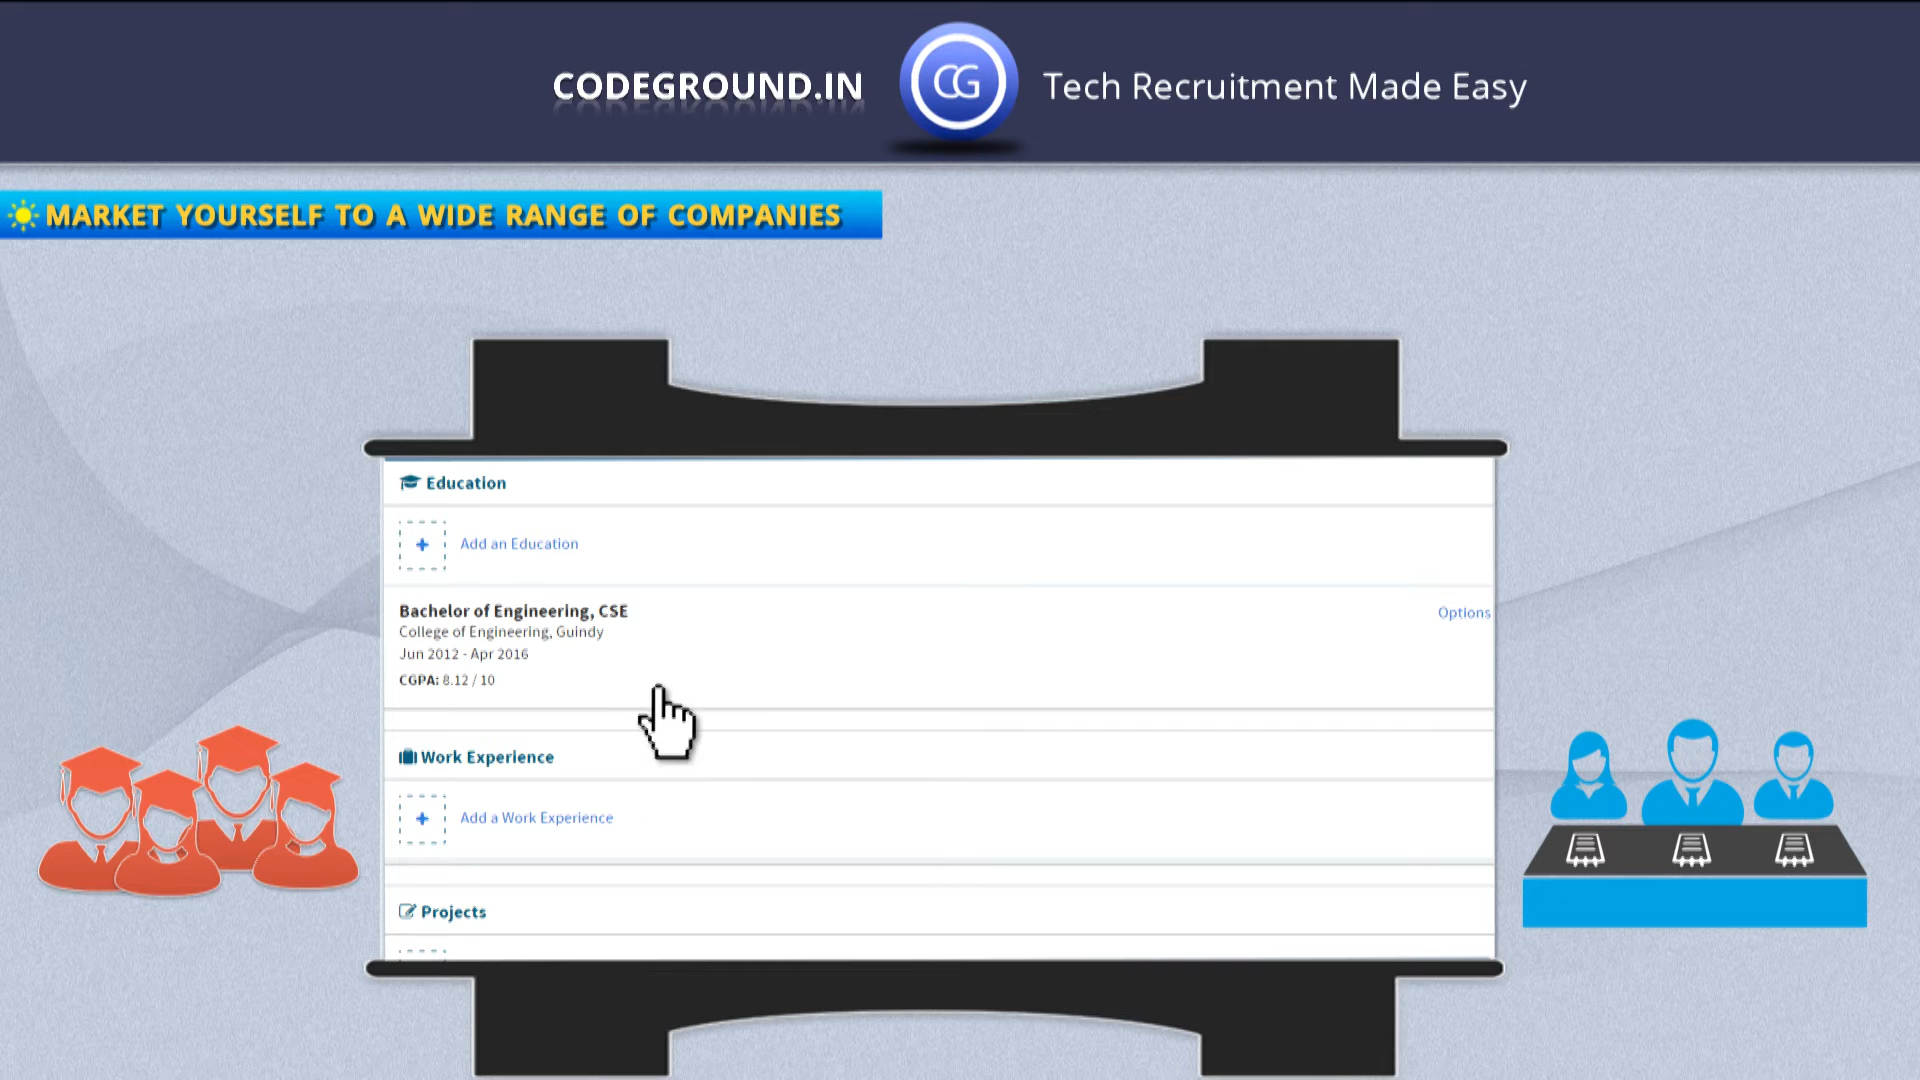 CODEGROUND.IN CG Tech Recruitment Made Easy
MARKET YOURSELF TO A WIDE RANGE OF COMPANIES
Education
+ Add an Education
Bachelor of Engineering, CSE
Options
College of Engineering, Guindy
Jun 2012 - Apr 2016
CGPA: 8.12 / 10
Work Experience
+ Add a Work Experience
Projects